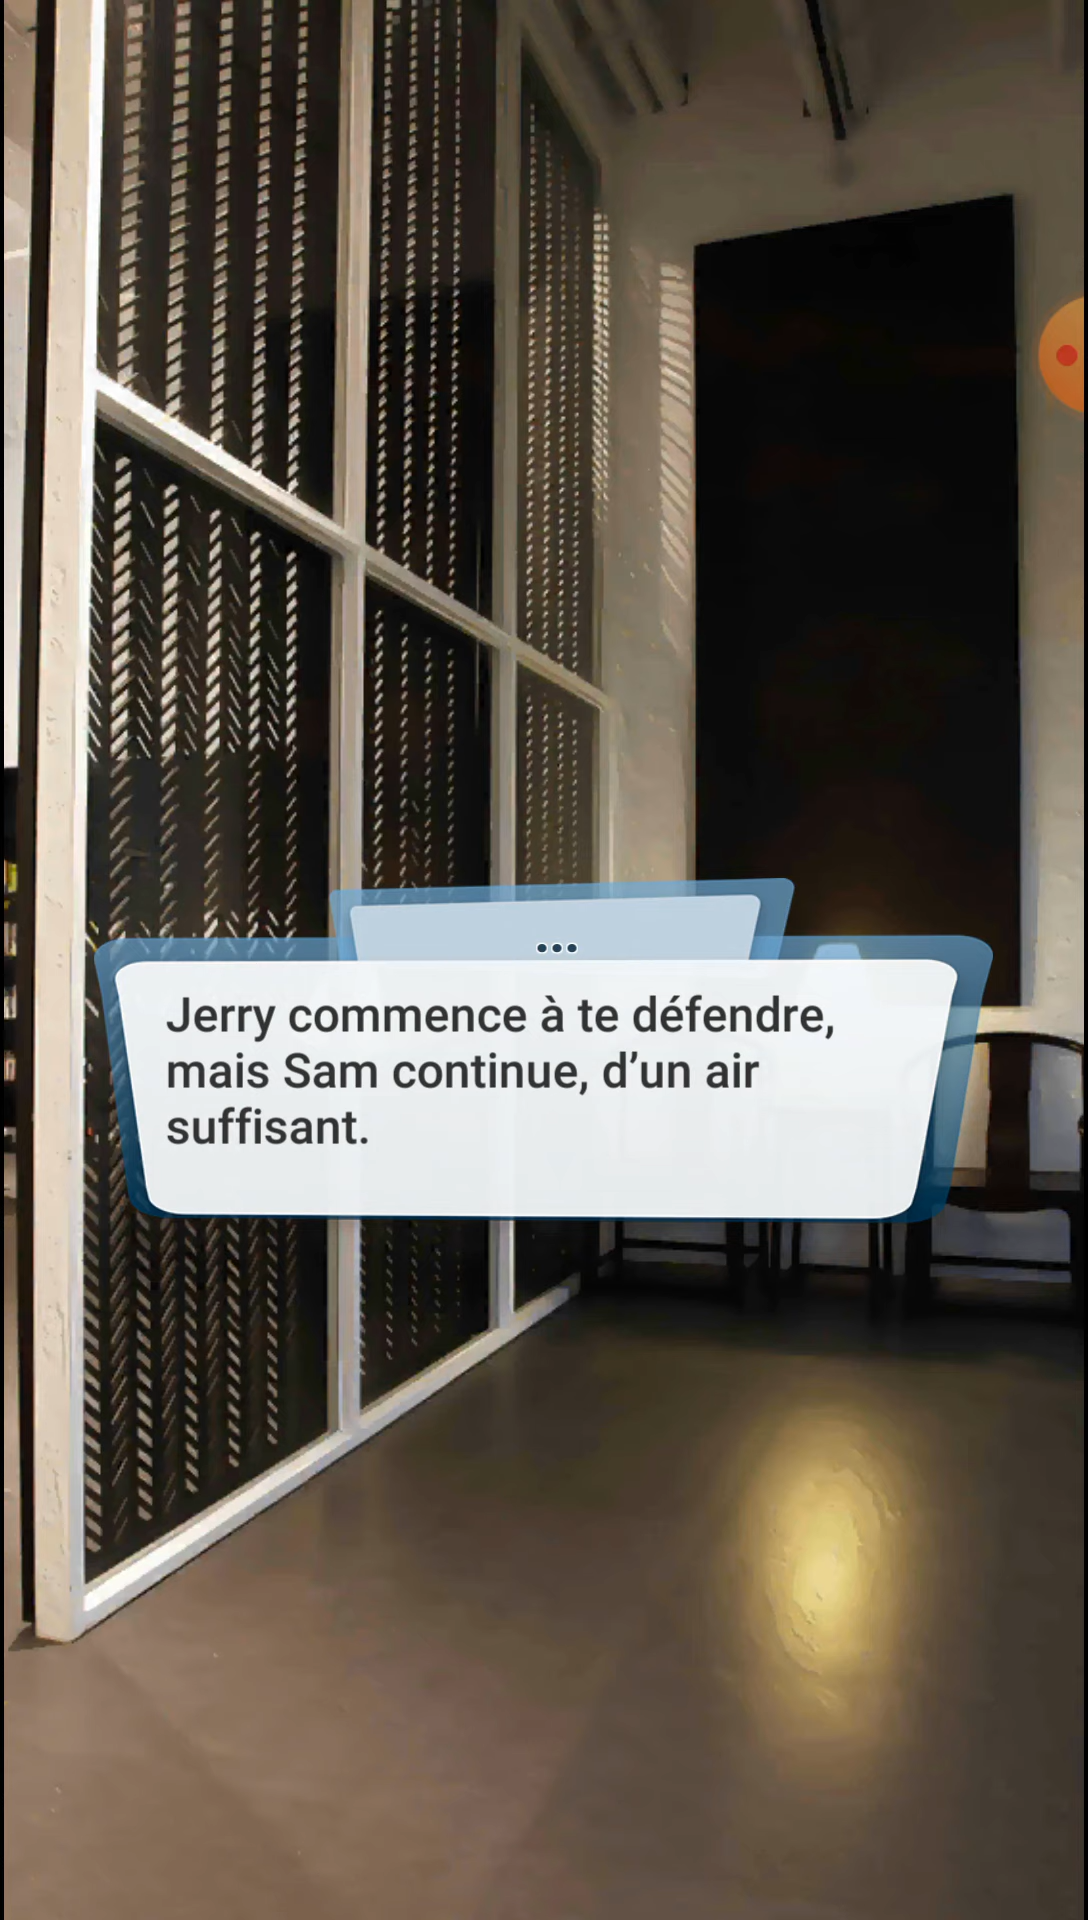 ...
Jerry commence à te défendre,
mais Sam continue, d’un air
suffisant.